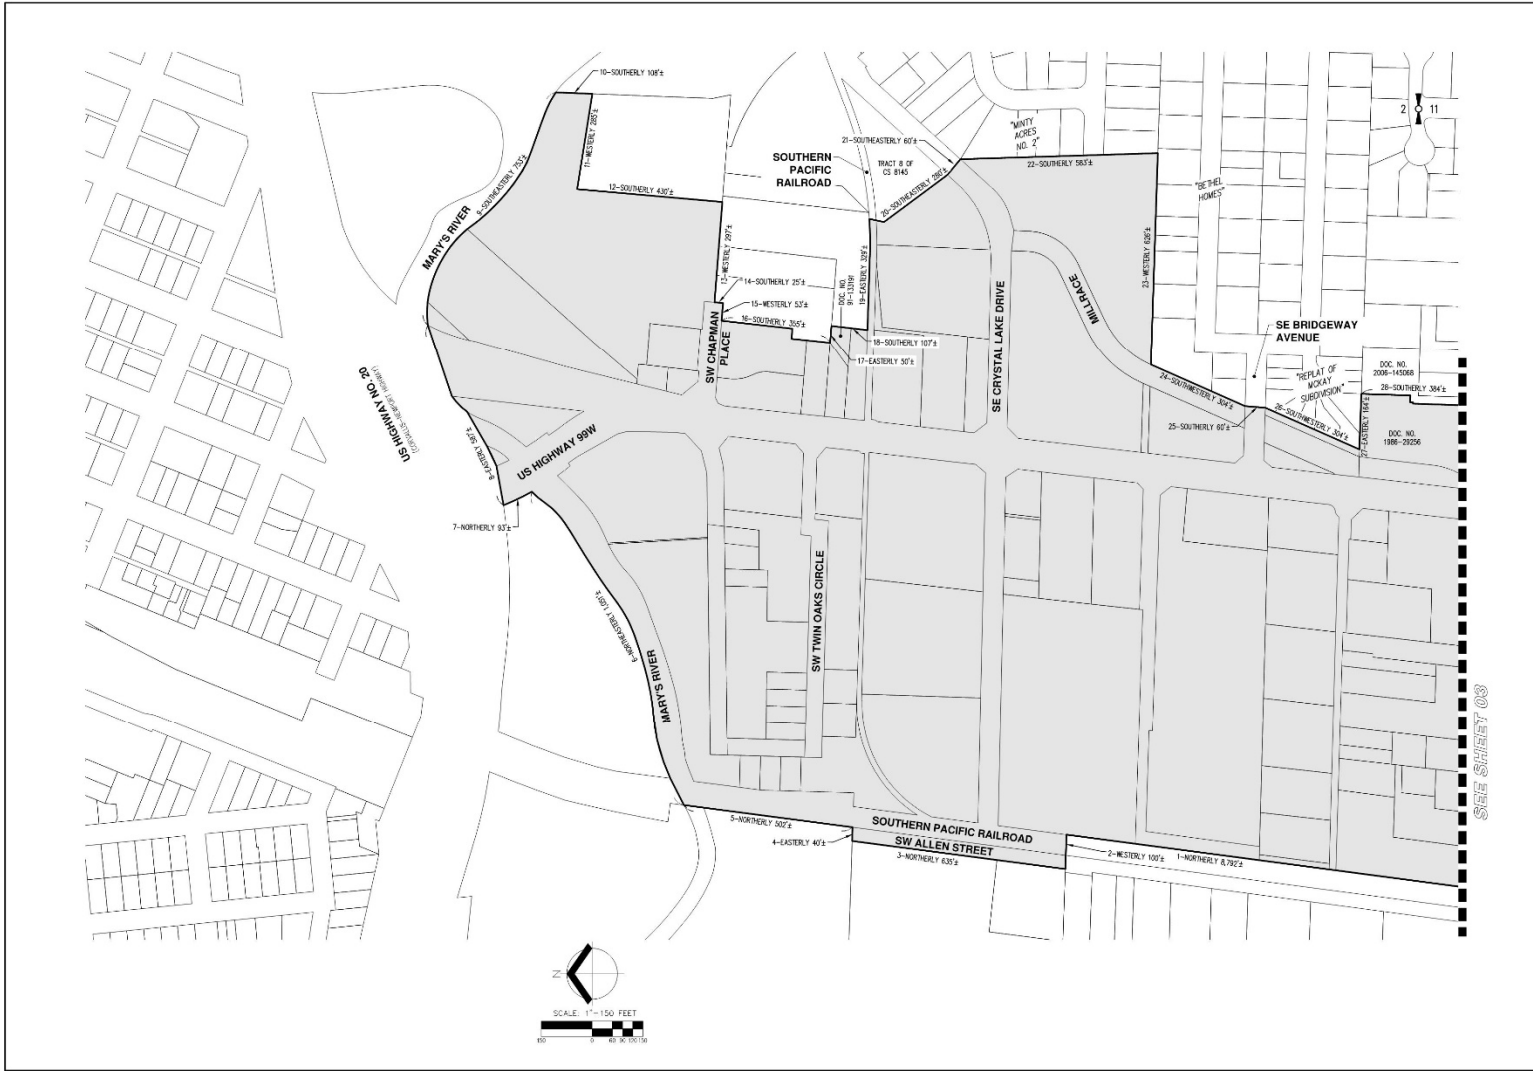 10-SOUTHERLY 108'±
11-WESTERLY 285'±
9-SOUTHEASTERLY 753'±
12-SOUTHERLY 430'±
MARY'S RIVER
SOUTHERN
PACIFIC
RAILROAD
21-SOUTHEASTERLY 60'±
TRACT 8 OF
CS 8145
20-SOUTHEASTERLY 280'±
"MINTY
ACRES
NO. 2"
22-SOUTHERLY 583'±
2
11
"BETHEL
HOMES"
23-WESTERLY 626'±
13-WESTERLY 297'±
14-SOUTHERLY 25'±
15-WESTERLY 53'±
16-SOUTHERLY 355'±
DOC. NO.
91-133191
19-EASTERLY 329'±
18-SOUTHERLY 107'±
17-EASTERLY 50'±
SW CHAPMAN
PLACE
SE CRYSTAL LAKE DRIVE
MILLRACE
SE BRIDGEWAY
AVENUE
"REPLAT OF
MCKAY
SUBDIVISION"
DOC. NO.
2006-145068
28-SOUTHERLY 384'±
24-SOUTHWESTERLY 304'±
25-SOUTHERLY 60'±
26-SOUTHWESTERLY 304'±
27-EASTERLY 164'±
DOC. NO.
1986-29256
US HIGHWAY NO. 20
(CORVALLIS-NEWPORT HIGHWAY)
US HIGHWAY 99W
8-EASTERLY 587'±
7-NORTHERLY 93'±
6-NORTHEASTERLY 1,051'±
MARY'S RIVER
SW TWIN OAKS CIRCLE
SEE SHEET 03
5-NORTHERLY 502'±
4-EASTERLY 40'±
SOUTHERN PACIFIC RAILROAD
SW ALLEN STREET
3-NORTHERLY 635'±
2-WESTERLY 100'±
1-NORTHERLY 8,792'±
N
SCALE: 1"=150 FEET
150 0 60 90 120 150